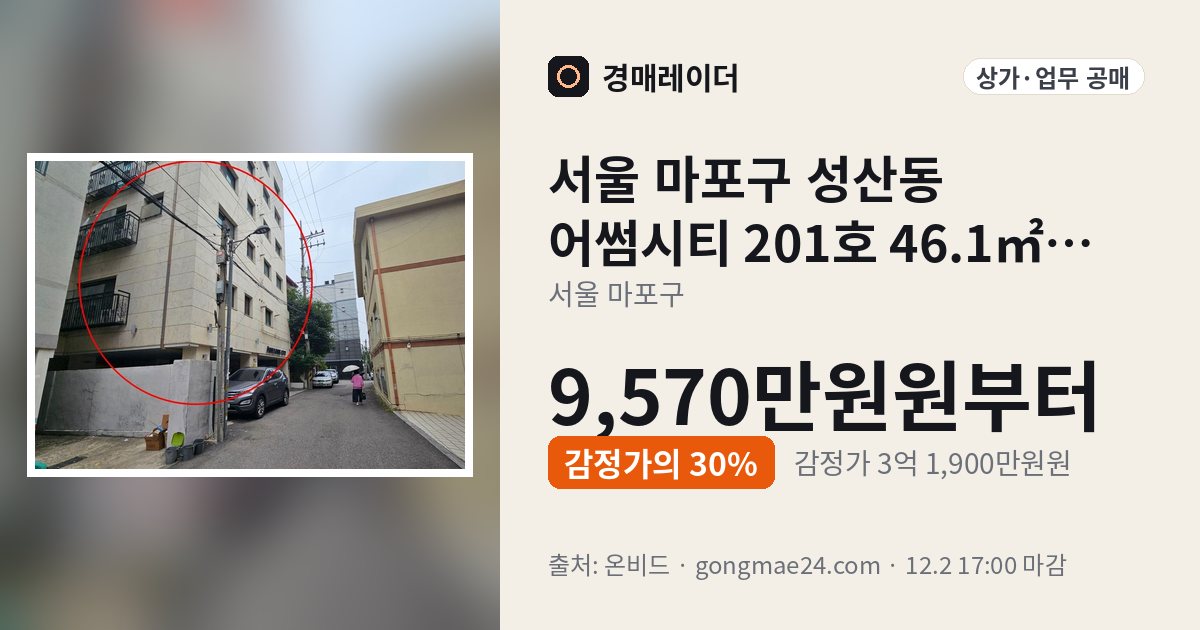 경매레이더
상가·업무 공매
서울 마포구 성산동
어썸시티 201호 46.1㎡…
서울 마포구
9,570만원원부터
감정가의 30%
감정가 3억 1,900만원원
출처: 온비드 · gongmae24.com · 12.2 17:00 마감